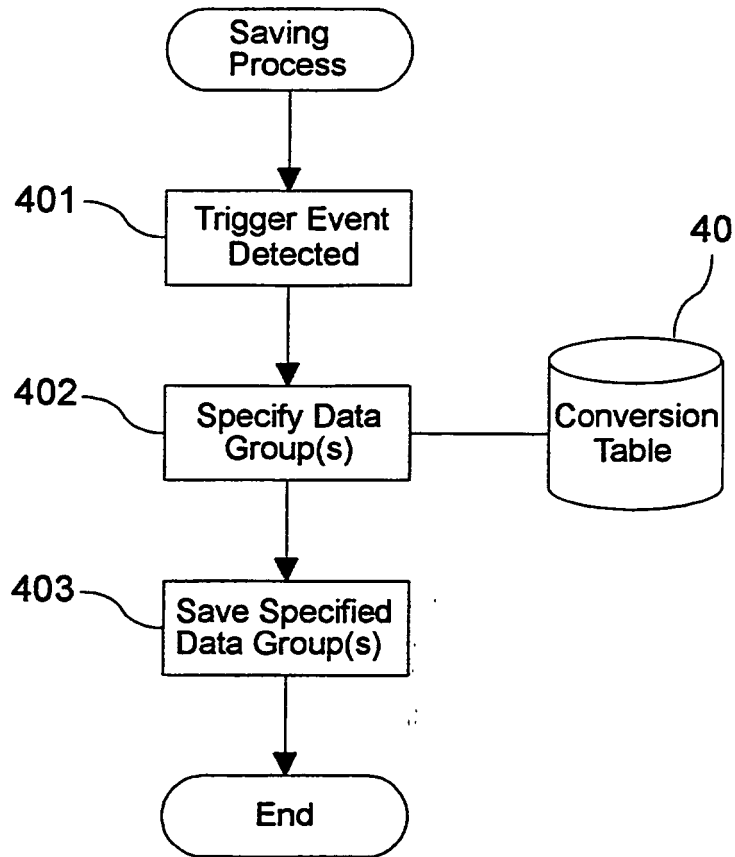 Saving
Process
401
Trigger Event
Detected
40
402
Specify Data
Group(s)
Conversion
Table
403
Save Specified
Data Group(s)
End